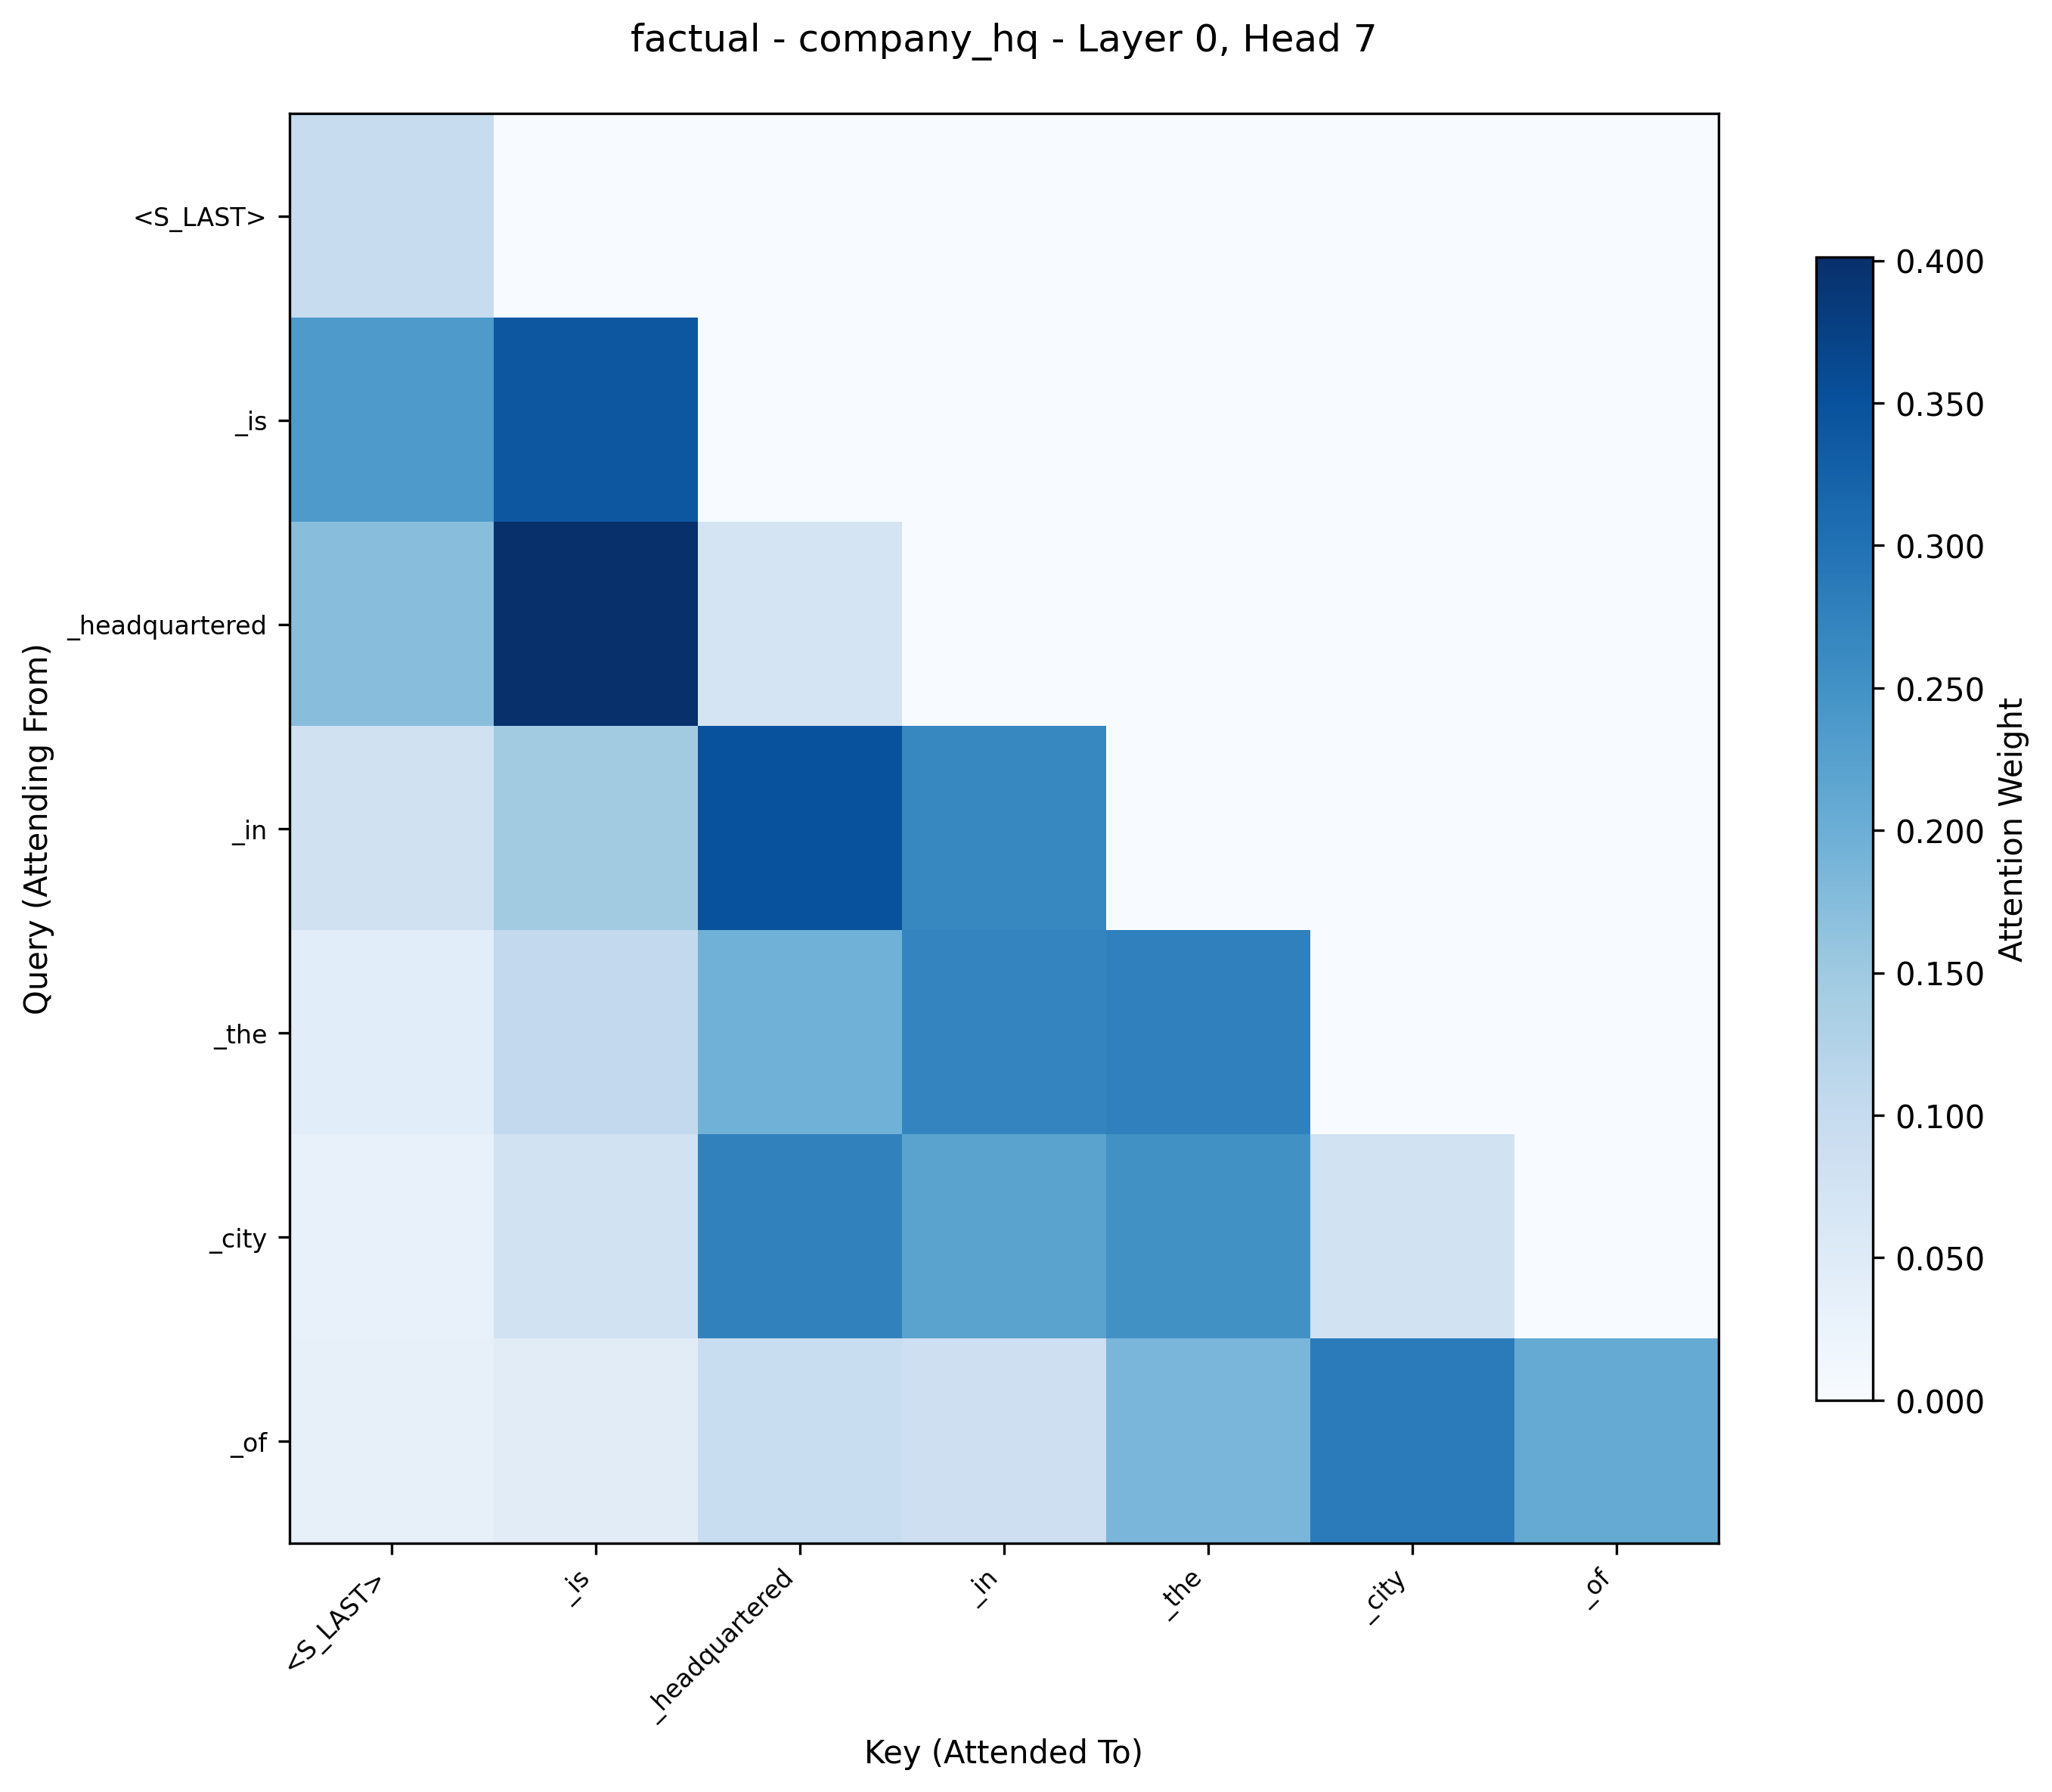 factual - company_hq - Layer 0, Head 7
Query (Attending From)
<S_LAST>
_is
_headquartered
_in
_the
_city
_of
<S_LAST>
_is
_headquartered
_in
_the
_city
_of
Key (Attended To)
0.400
0.350
0.300
0.250
0.200
0.150
0.100
0.050
0.000
Attention Weight